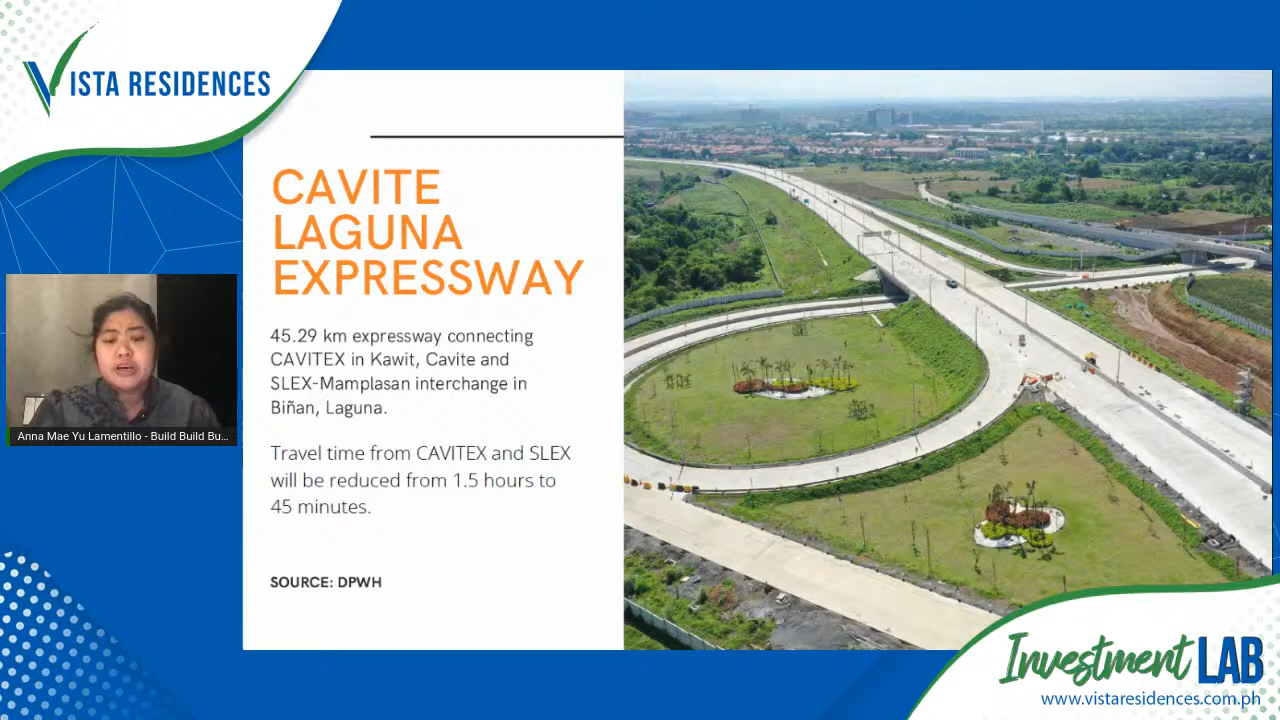 VISTA RESIDENCES
CAVITE
LAGUNA
EXPRESSWAY
45.29 km expressway connecting
CAVITEX in Kawit, Cavite and
SLEX-Mamplasan interchange in
Biñan, Laguna.
Travel time from CAVITEX and SLEX
will be reduced from 1.5 hours to
45 minutes.
SOURCE: DPWH
Anna Mae Yu Lamentillo - Build Build Bu...
Investment LAB
www.vistaresidences.com.ph